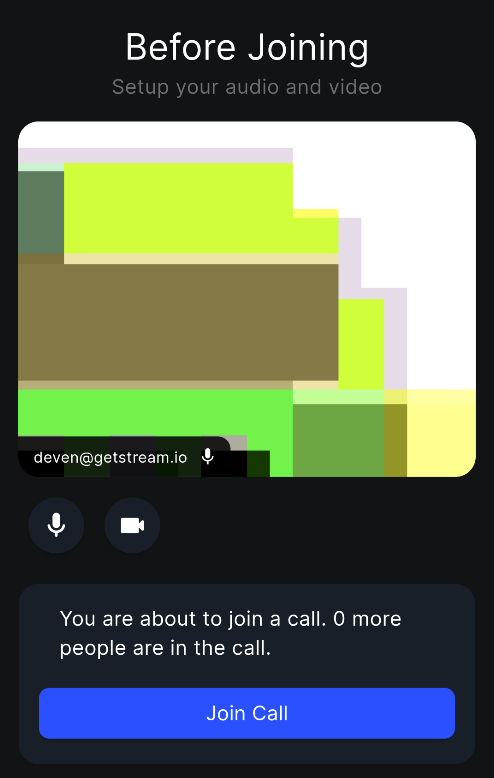 Before Joining
Setup your audio and video
deven@getstream.io
You are about to join a call. 0 more
people are in the call.
Join Call